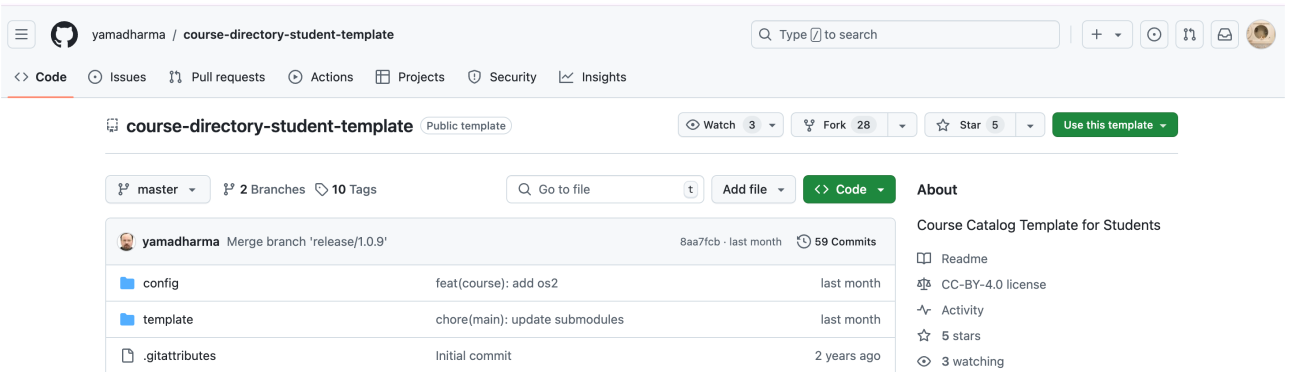 yamadharma / course-directory-student-template
Type / to search
Code Issues Pull requests Actions Projects Security Insights
course-directory-student-template Public template
Watch 3 Fork 28 Star 5 Use this template
master 2 Branches 10 Tags Go to file t Add file Code
About
Course Catalog Template for Students
yamadharma Merge branch 'release/1.0.9' 8aa7fcb · last month 59 Commits
config feat(course): add os2 last month
template chore(main): update submodules last month
.gitattributes Initial commit 2 years ago
Readme
CC-BY-4.0 license
Activity
5 stars
3 watching